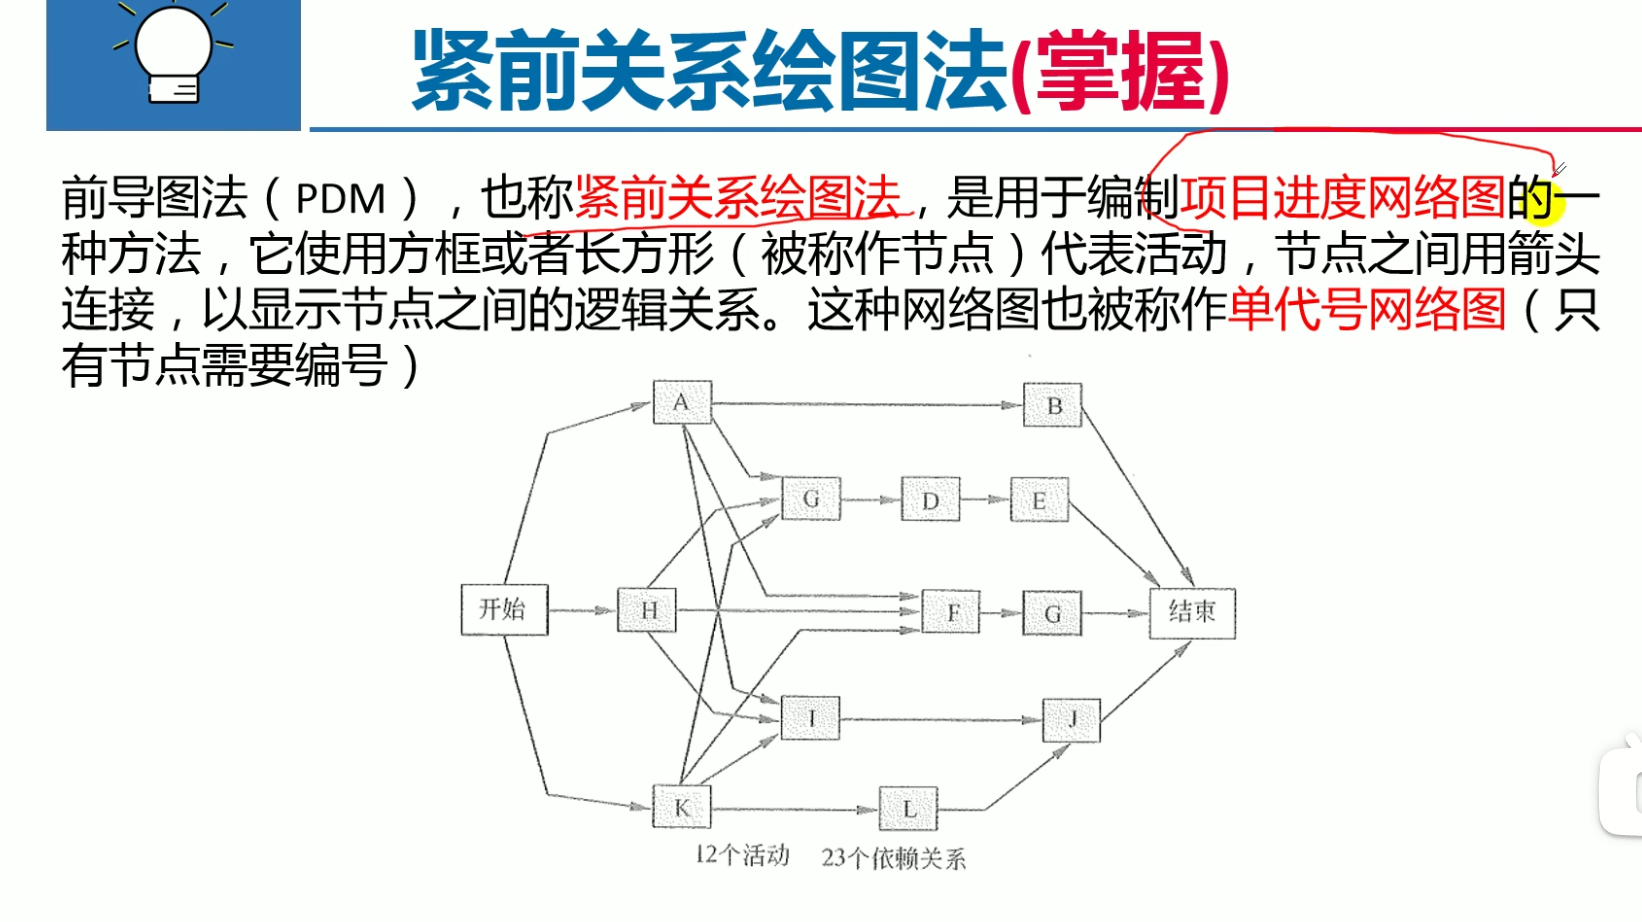 紧前关系绘图法(掌握)
前导图法（PDM），也称紧前关系绘图法，是用于编制项目进度网络图的一
种方法，它使用方框或者长方形（被称作节点）代表活动，节点之间用箭头
连接，以显示节点之间的逻辑关系。这种网络图也被称作单代号网络图（只
有节点需要编号）
A
B
G
D
E
开始
H
F
G
结束
I
J
K
L
12个活动 23个依赖关系